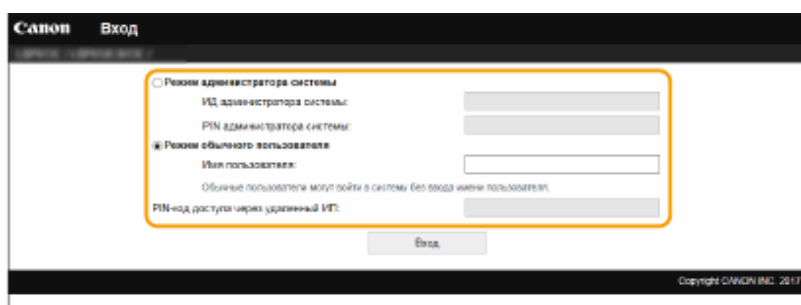 Canon Вход
Режим администратора системы
ИД администратора системы:
PIN администратора системы:
Режим обычного пользователя
Имя пользователя:
Обычные пользователи могут войти в систему без ввода имени пользователя.
PIN-код доступа через удаленный ИП:
Вход
Copyright CANON INC. 2017